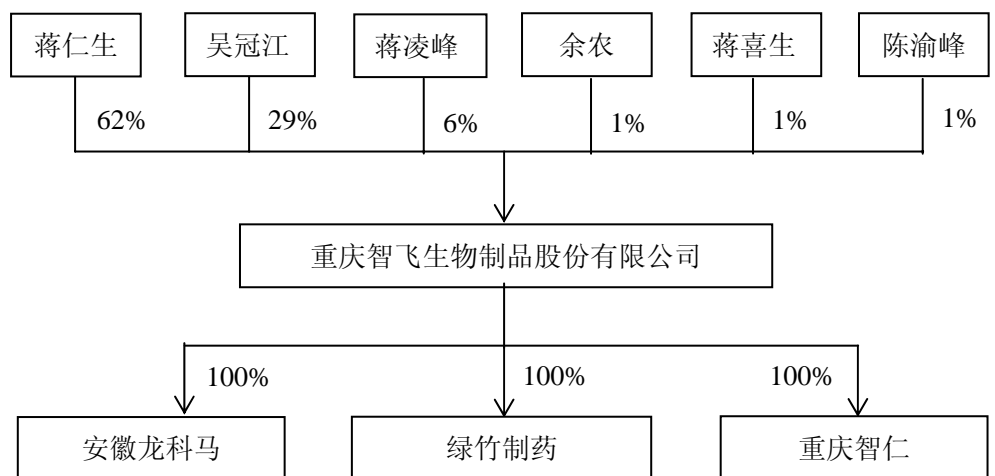 蒋仁生 吴冠江 蒋凌峰 余农 蒋喜生 陈渝峰
62% 29% 6% 1% 1% 1%
重庆智飞生物制品股份有限公司
100% 100% 100%
安徽龙科马 绿竹制药 重庆智仁